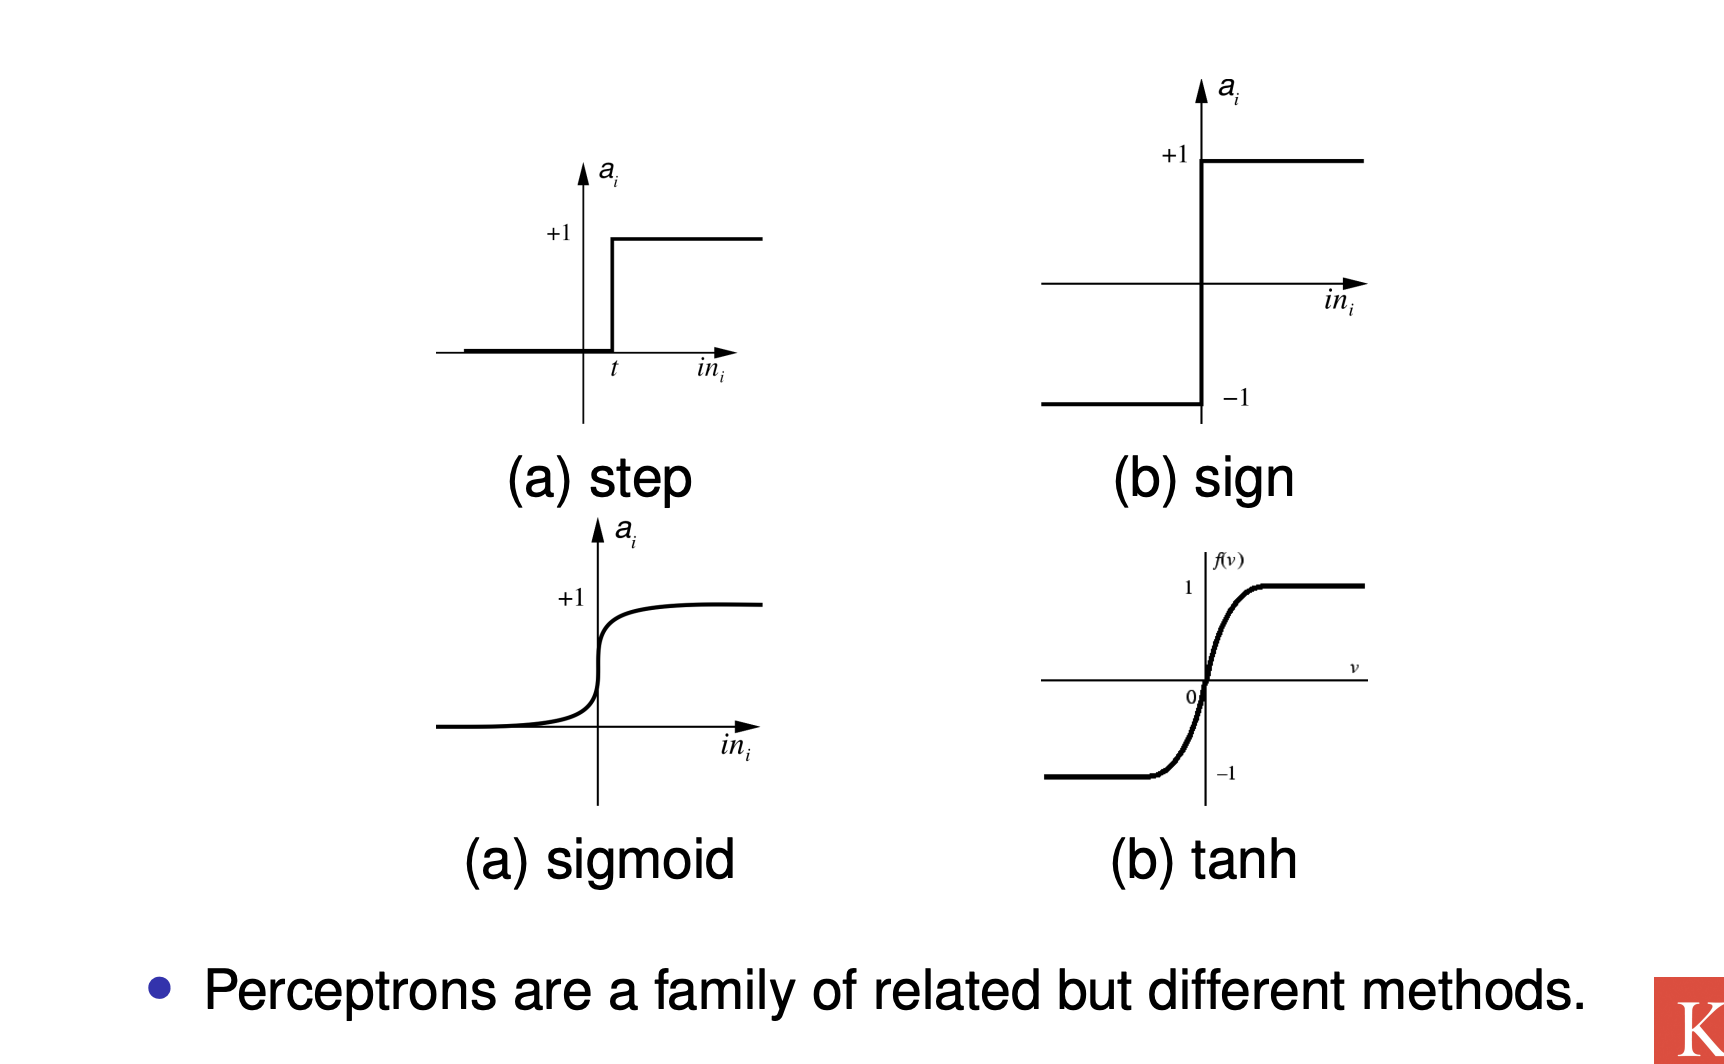 a_i
+1
t
in_i
(a) step
a_i
+1
in_i
−1
(b) sign
a_i
+1
in_i
(a) sigmoid
f(v)
1
v
0
−1
(b) tanh
• Perceptrons are a family of related but different methods.
K